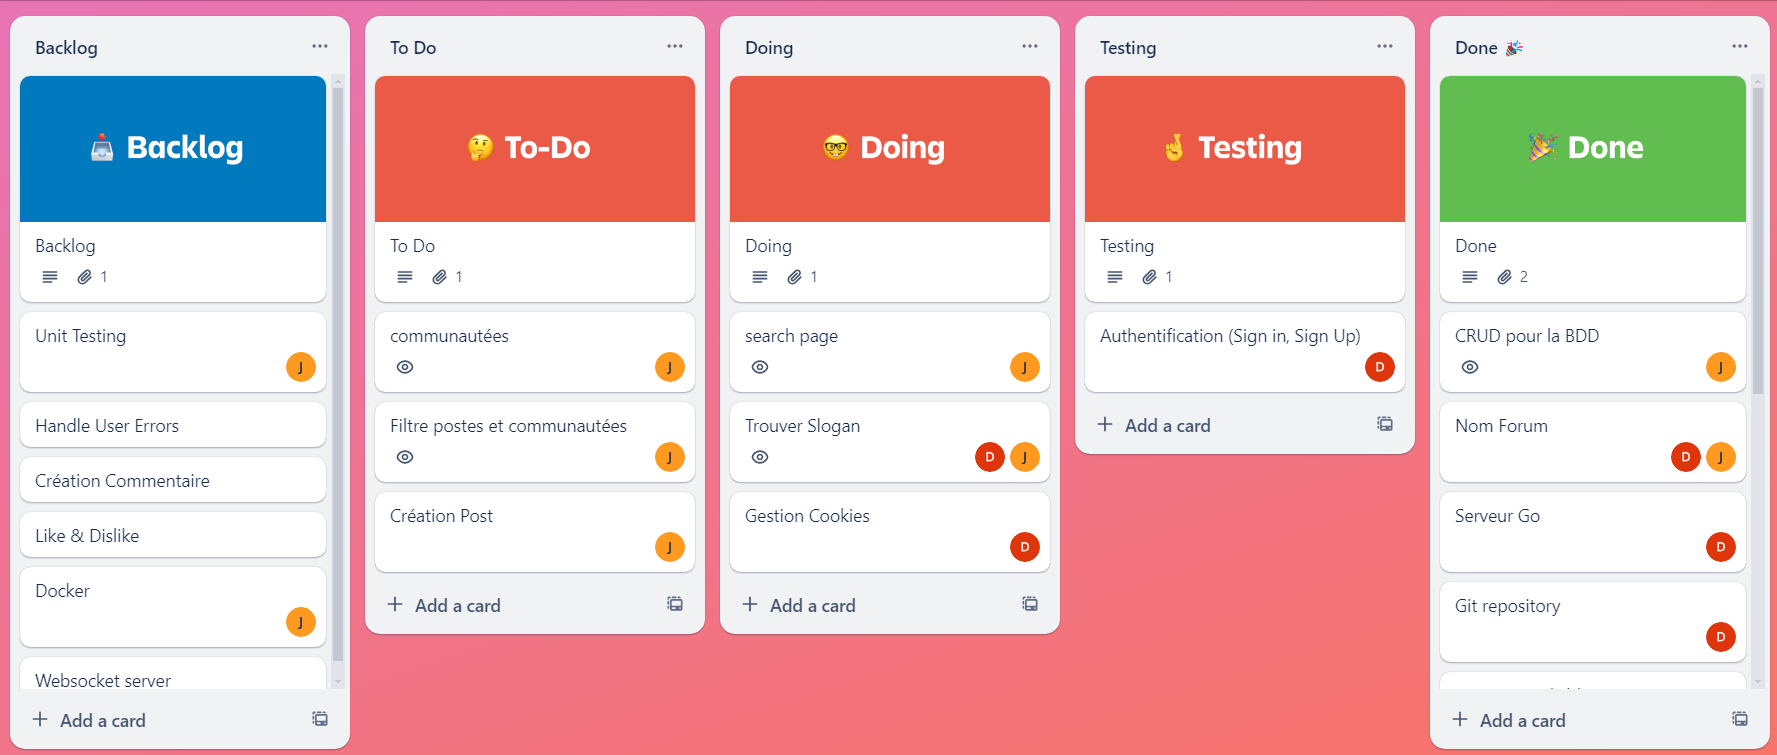 Backlog
Backlog
Backlog
1
Unit Testing
J
Handle User Errors
Création Commentaire
Like & Dislike
Docker
J
Websocket server
Add a card
To Do
To-Do
To Do
1
communautées
J
Filtre postes et communautées
J
Création Post
J
Add a card
Doing
Doing
Doing
1
search page
J
Trouver Slogan
D J
Gestion Cookies
D
Add a card
Testing
Testing
Testing
1
Authentification (Sign in, Sign Up)
D
Add a card
Done
Done
Done
2
CRUD pour la BDD
J
Nom Forum
D J
Serveur Go
D
Git repository
D
Add a card